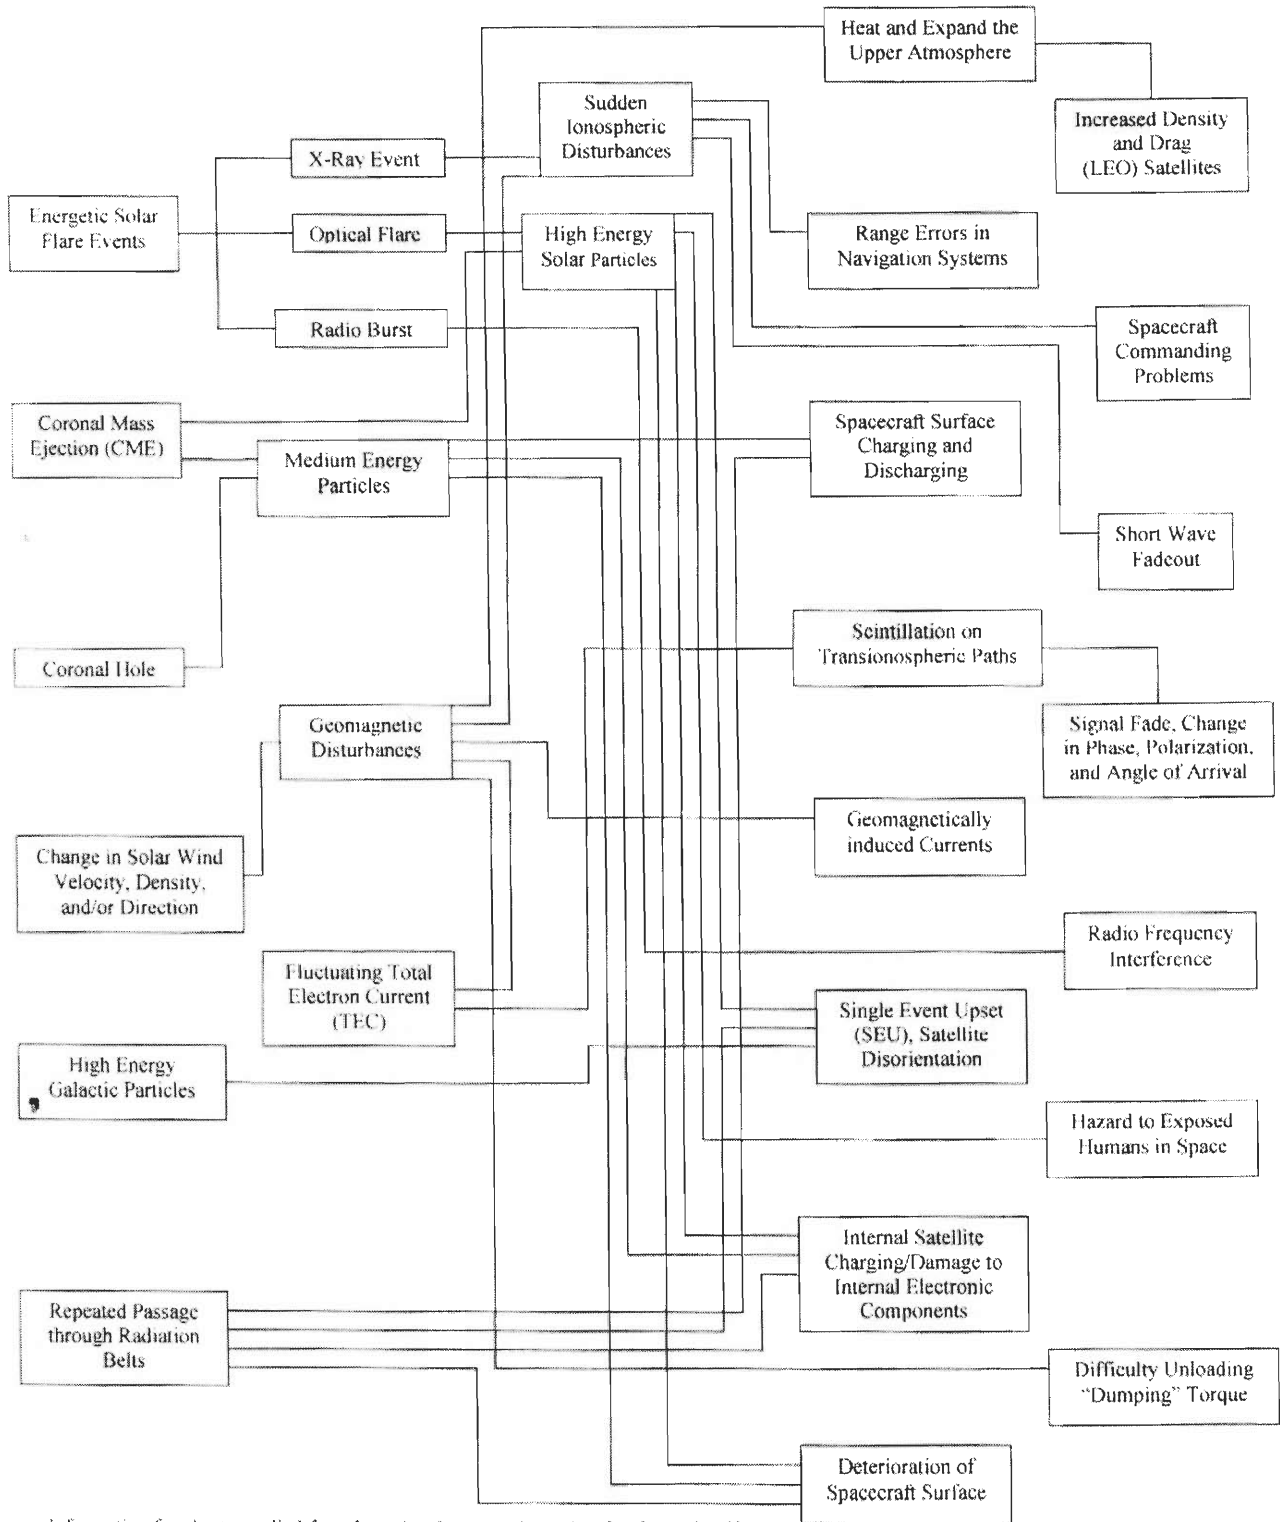 Heat and Expand the
Upper Atmosphere
Sudden
Ionospheric
Disturbances
Increased Density
and Drag
(LEO) Satellites
X-Ray Event
Energetic Solar
Flare Events
Optical Flare
High Energy
Solar Particles
Range Errors in
Navigation Systems
Radio Burst
Spacecraft
Commanding
Problems
Coronal Mass
Ejection (CME)
Medium Energy
Particles
Spacecraft Surface
Charging and
Discharging
Short Wave
Fadeout
Coronal Hole
Scintillation on
Transionospheric Paths
Geomagnetic
Disturbances
Signal Fade, Change
in Phase, Polarization,
and Angle of Arrival
Geomagnetically
induced Currents
Change in Solar Wind
Velocity, Density,
and/or Direction
Radio Frequency
Interference
Fluctuating Total
Electron Current
(TEC)
Single Event Upset
(SEU), Satellite
Disorientation
High Energy
Galactic Particles
Hazard to Exposed
Humans in Space
Internal Satellite
Charging/Damage to
Internal Electronic
Components
Repeated Passage
through Radiation
Belts
Difficulty Unloading
“Dumping” Torque
Deterioration of
Spacecraft Surface